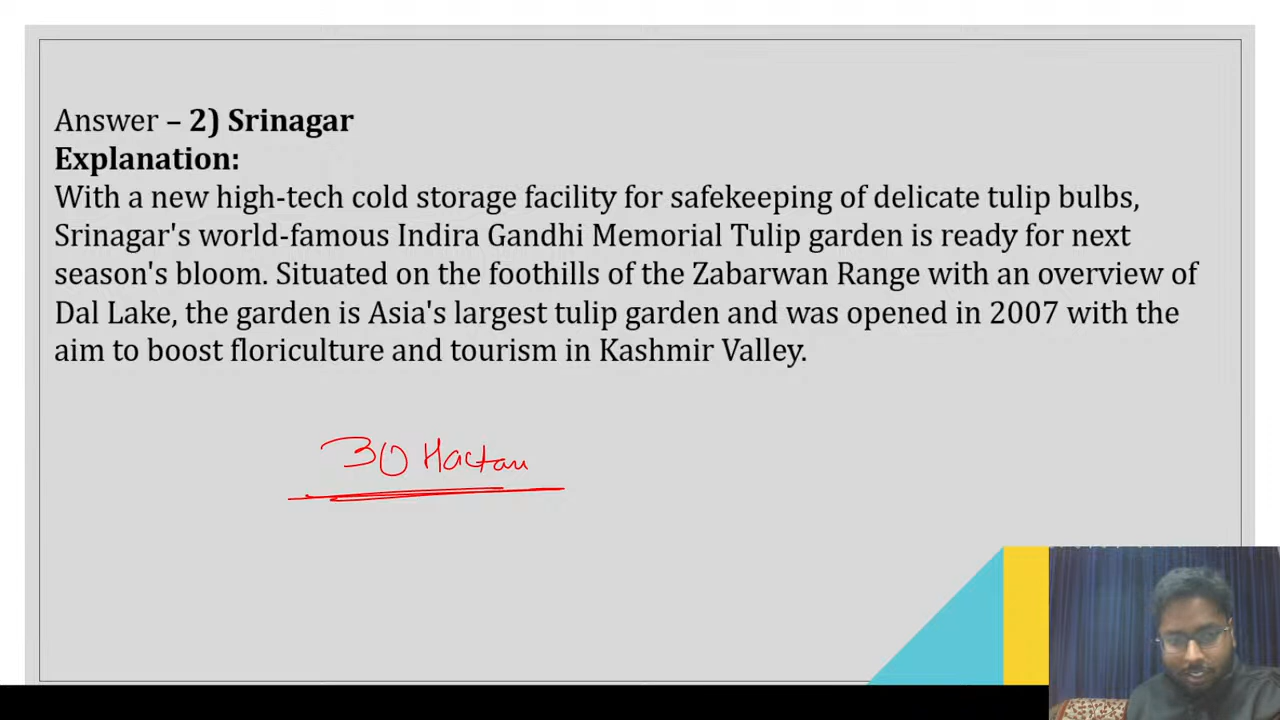 Answer – 2) Srinagar
Explanation:
With a new high-tech cold storage facility for safekeeping of delicate tulip bulbs,
Srinagar's world-famous Indira Gandhi Memorial Tulip garden is ready for next
season's bloom. Situated on the foothills of the Zabarwan Range with an overview of
Dal Lake, the garden is Asia's largest tulip garden and was opened in 2007 with the
aim to boost floriculture and tourism in Kashmir Valley.
30